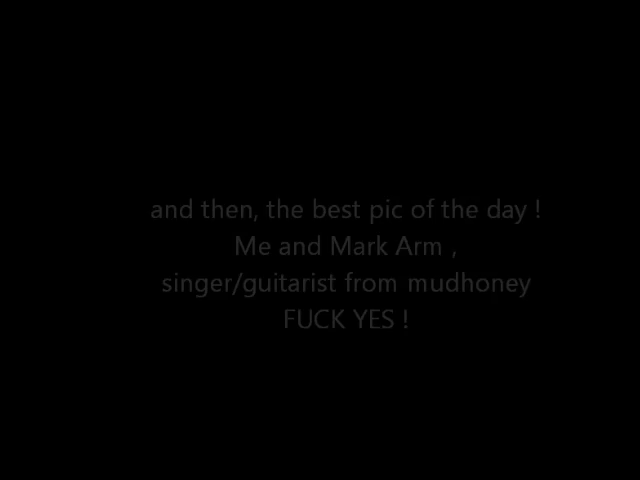 and then, the best pic of the day !
Me and Mark Arm ,
singer/guitarist from mudhoney
FUCK YES !